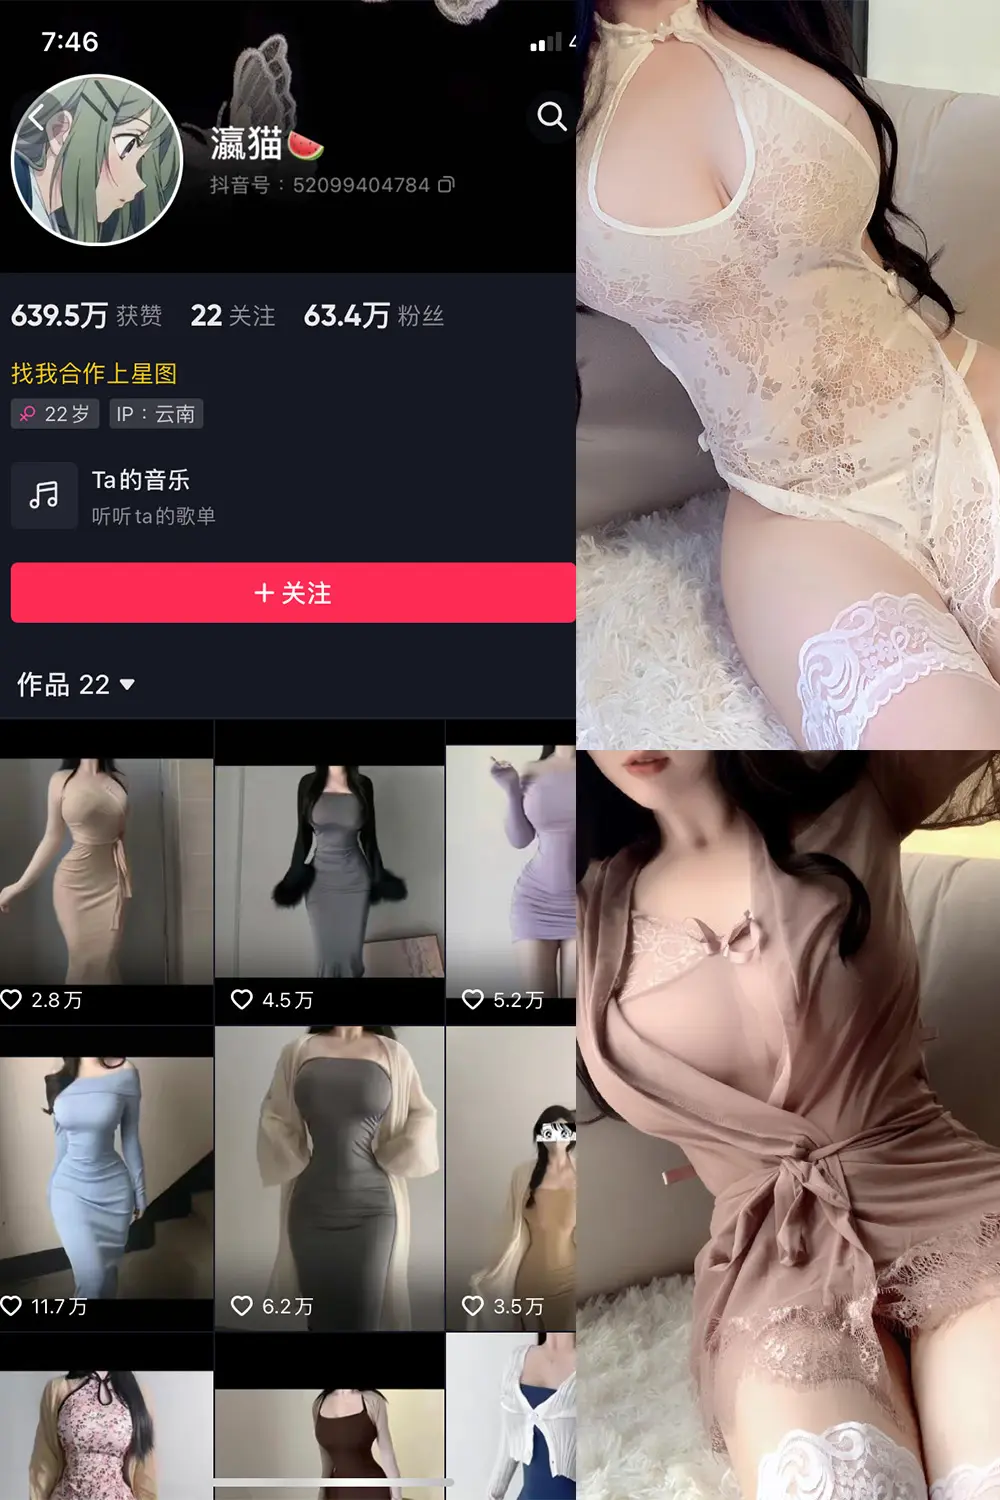 7:46
4
瀛猫🍉
抖音号：52099404784
639.5万 获赞 22 关注 63.4万 粉丝
找我合作上星图
22岁 IP：云南
Ta的音乐
听听ta的歌单
+ 关注
作品 22
2.8万 4.5万 5.2万
11.7万 6.2万 3.5万